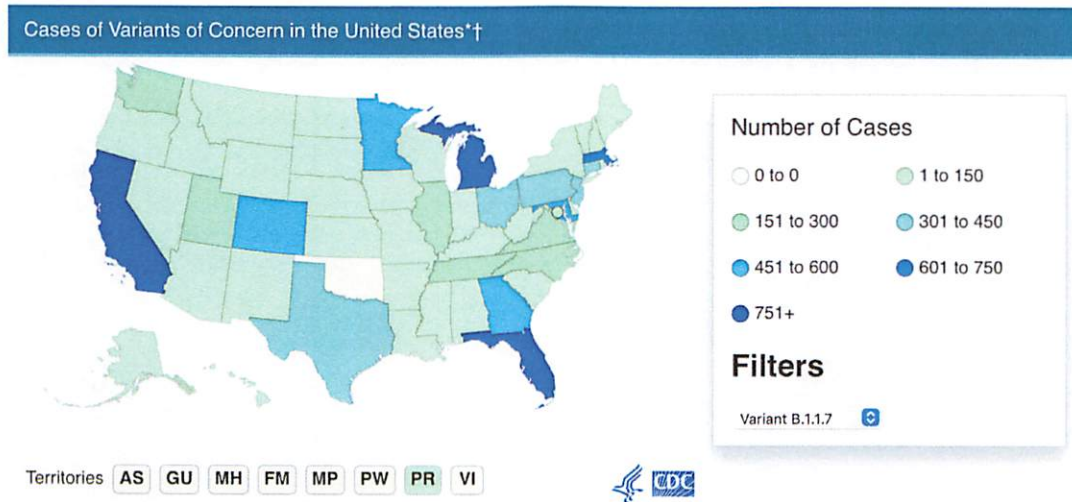 Cases of Variants of Concern in the United States*†
Number of Cases
0 to 0
1 to 150
151 to 300
301 to 450
451 to 600
601 to 750
751+
Filters
Variant B.1.1.7
Territories AS GU MH FM MP PW PR VI
CDC